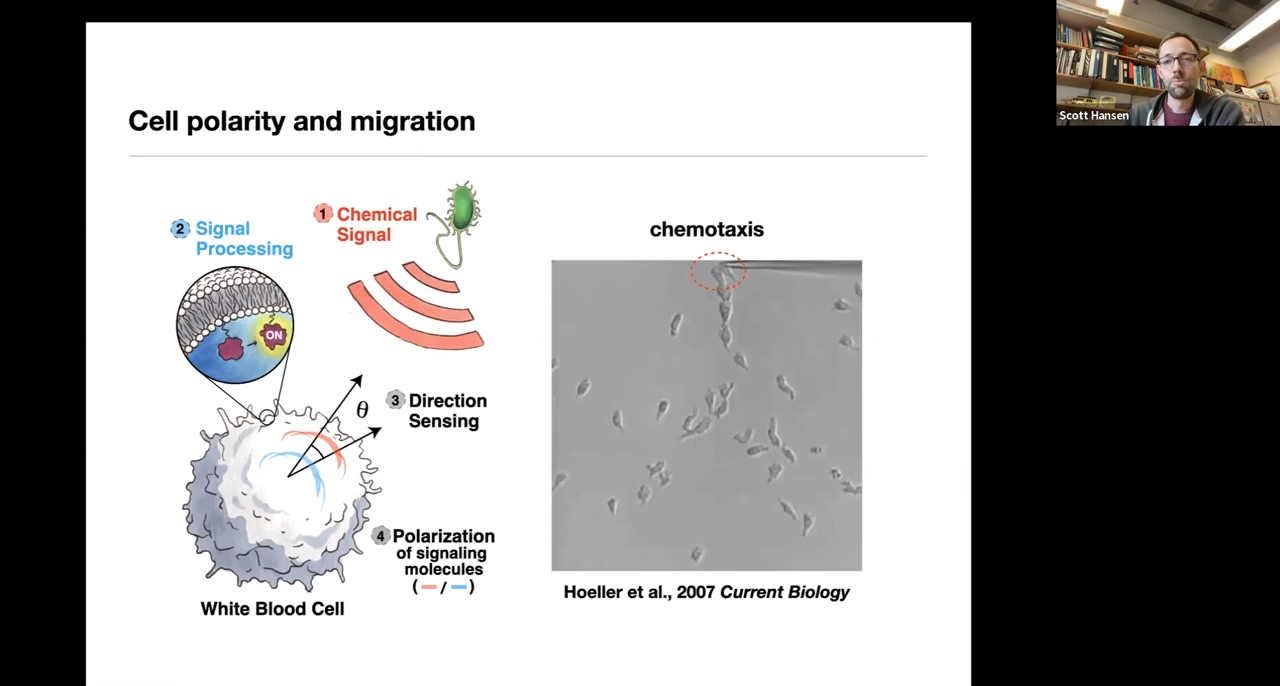 Cell polarity and migration
1 Chemical
Signal
2 Signal
Processing
ON
θ
3 Direction
Sensing
4 Polarization
of signaling
molecules
( / )
White Blood Cell
chemotaxis
Hoeller et al., 2007 Current Biology
Scott Hansen